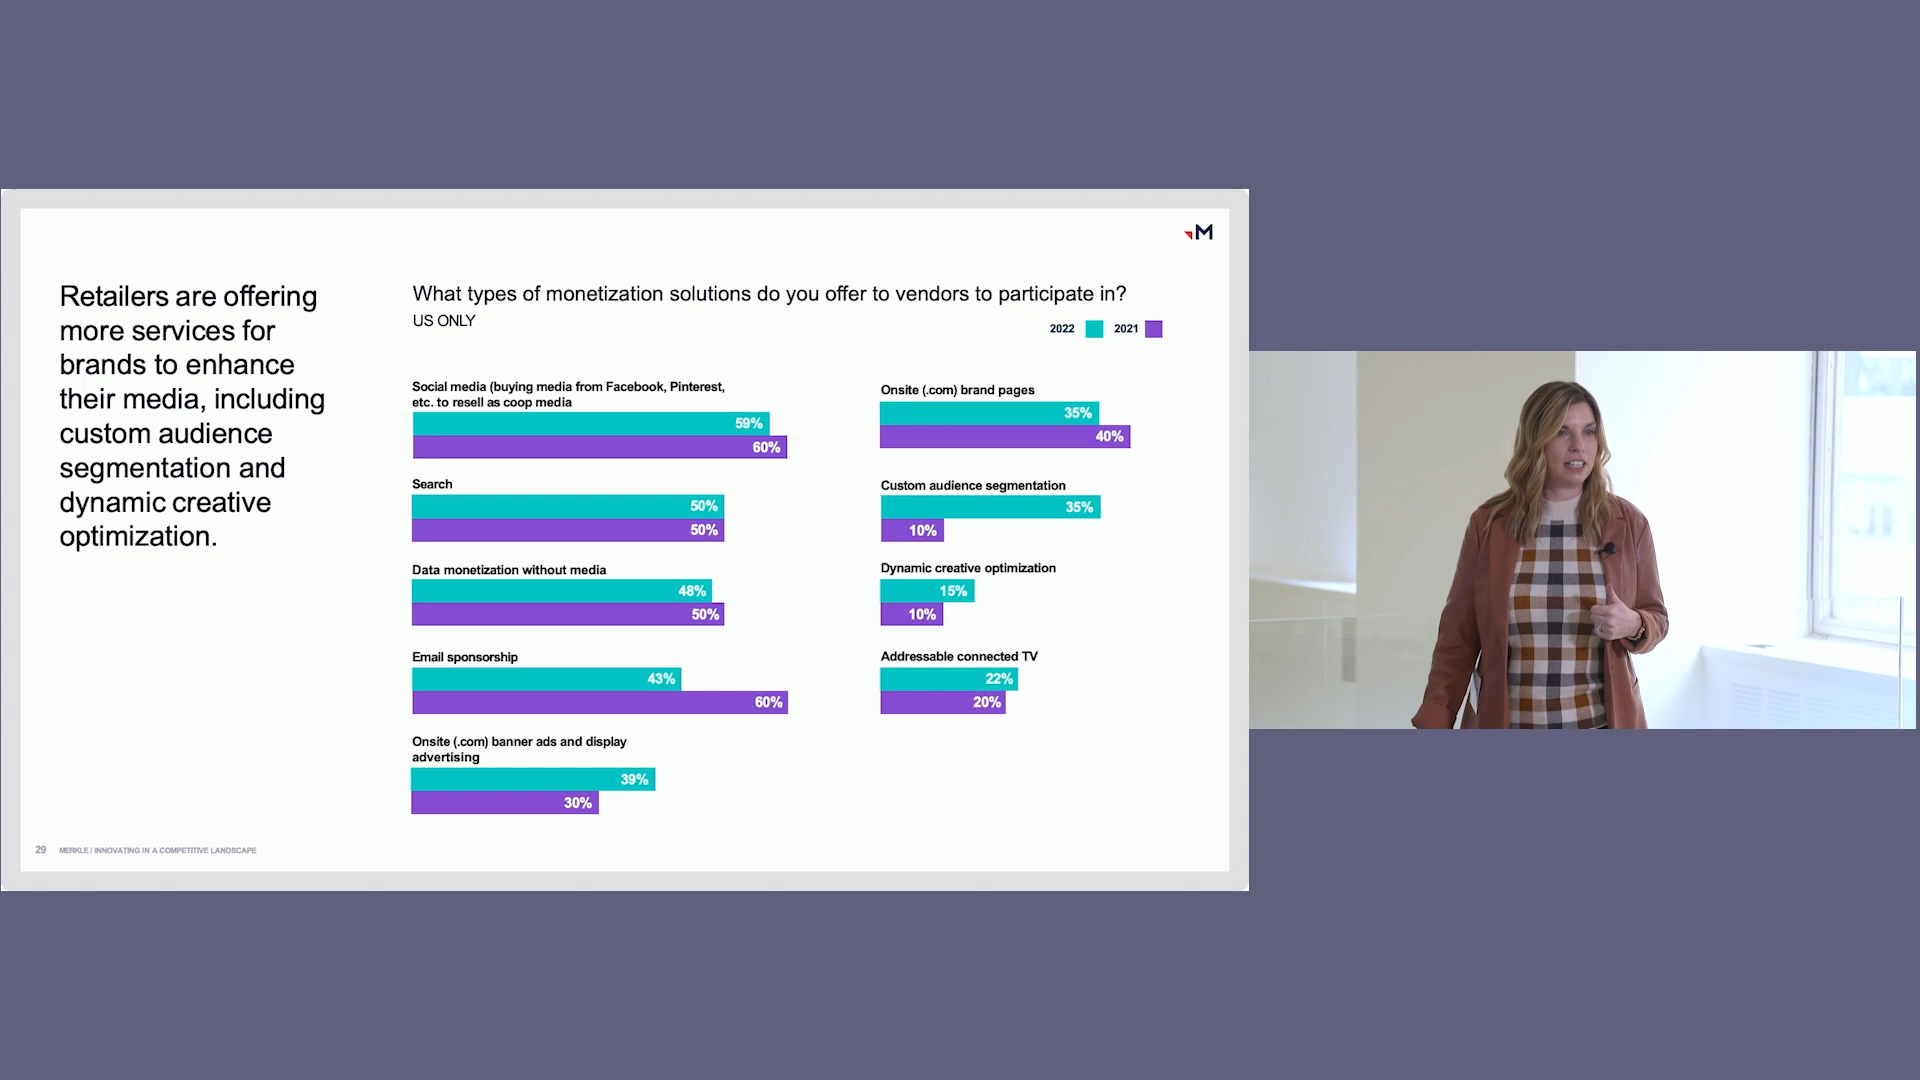 M
Retailers are offering
more services for
brands to enhance
their media, including
custom audience
segmentation and
dynamic creative
optimization.
What types of monetization solutions do you offer to vendors to participate in?
US ONLY
2022 2021
Social media (buying media from Facebook, Pinterest,
etc. to resell as coop media
59%
60%
Search
50%
50%
Data monetization without media
48%
50%
Email sponsorship
43%
60%
Onsite (.com) banner ads and display
advertising
39%
30%
Onsite (.com) brand pages
35%
40%
Custom audience segmentation
35%
10%
Dynamic creative optimization
15%
10%
Addressable connected TV
22%
20%
29 MERKLE / INNOVATING IN A COMPETITIVE LANDSCAPE